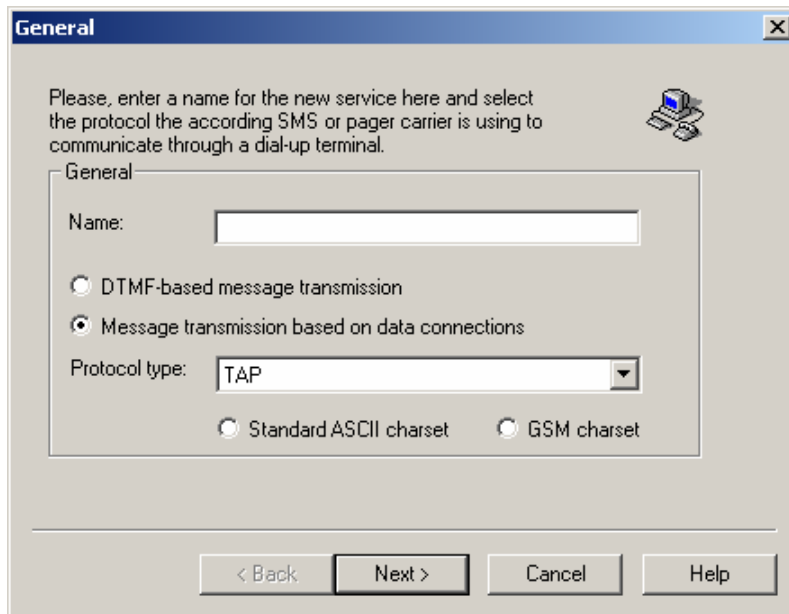 General
Please, enter a name for the new service here and select
the protocol the according SMS or pager carrier is using to
communicate through a dial-up terminal.
General
Name:
DTMF-based message transmission
Message transmission based on data connections
Protocol type: TAP
Standard ASCII charset GSM charset
< Back Next > Cancel Help